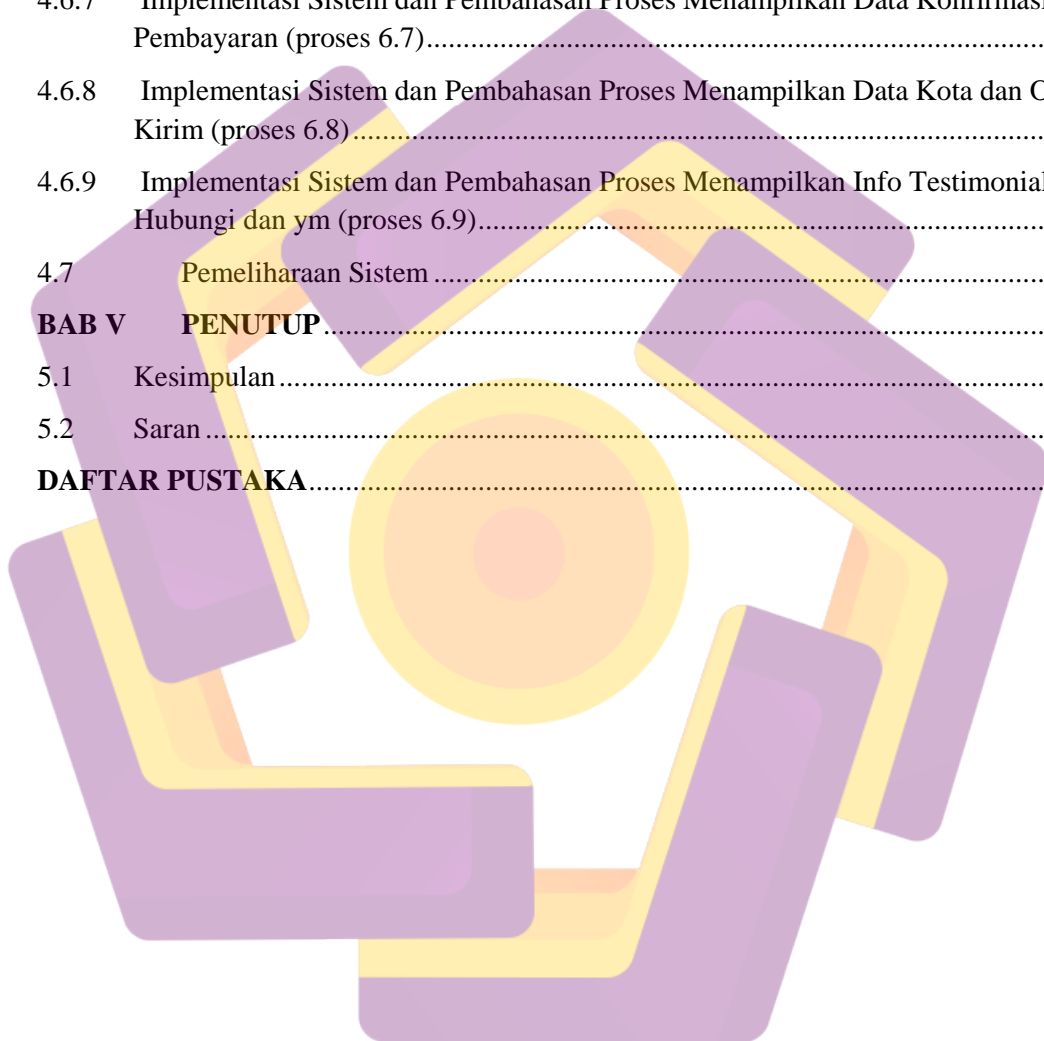 4.6.7 Implementasi Sistem dan Pembahasan Proses Menampilkan Data Konfirmasi
Pembayaran (proses 6.7)........................................................
4.6.8 Implementasi Sistem dan Pembahasan Proses Menampilkan Data Kota dan
Kirim (proses 6.8)........................................................
4.6.9 Implementasi Sistem dan Pembahasan Proses Menampilkan Info Testimonial
Hubungi dan ym (proses 6.9)........................................................
4.7 Pemeliharaan Sistem ........................................................
BAB V PENUTUP ........................................................
5.1 Kesimpulan ........................................................
5.2 Saran ........................................................
DAFTAR PUSTAKA ........................................................